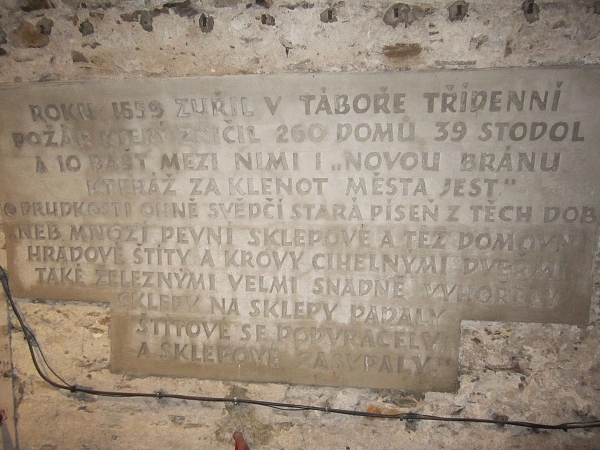 ROKU 1559 ZUŘIL V TÁBOŘE TŘÍDENNÍ
POŽÁR KTERÝ ZNIČIL 260 DOMŮ 39 STODOL
A 10 BAŠT MEZI NIMI I „NOVOU BRÁNU
KTERÁŽ ZA KLENOT MĚSTA JEST"
O PRUDKOSTI OHNĚ SVĚDČÍ STARÁ PÍSEŇ Z TĚCH DOB
NEB MNOZÍ PEVNÍ SKLEPOVÉ A TÉŽ DOMOVNÍ
HRADOVÉ ŠTÍTY A KROVY CIHELNÝMI DVEŘMI
TAKÉ ŽELEZNÝMI VELMI SNADNĚ VYHOŘELY
SKLEPY NA SKLEPY PADALY
ŠTÍTOVÉ SE PODVRACELY
A SKLEPOVÉ ZASYPALY